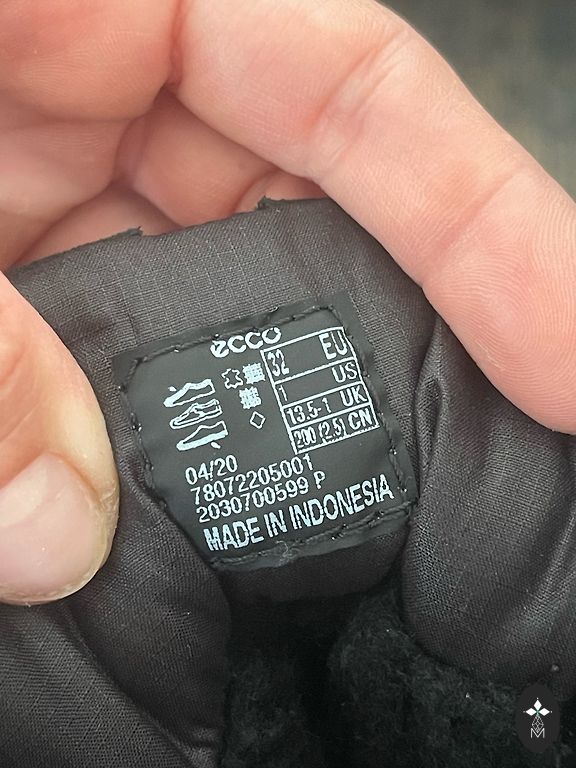 ecco
32 EU
1 US
13.5-1 UK
200 (2.5) CN
04/20
78072205001
2030700599 P
MADE IN INDONESIA
M